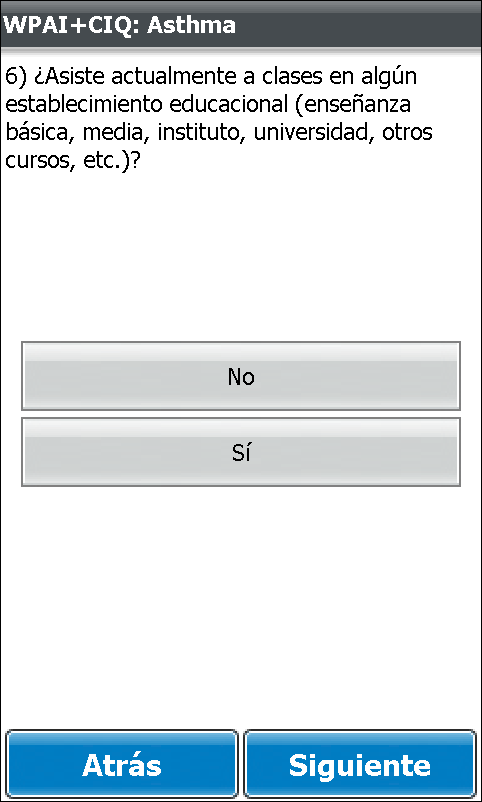 WPAI+CIQ: Asthma
6) ¿Asiste actualmente a clases en algún
establecimiento educacional (enseñanza
básica, media, instituto, universidad, otros
cursos, etc.)?
No
Sí
Atrás
Siguiente